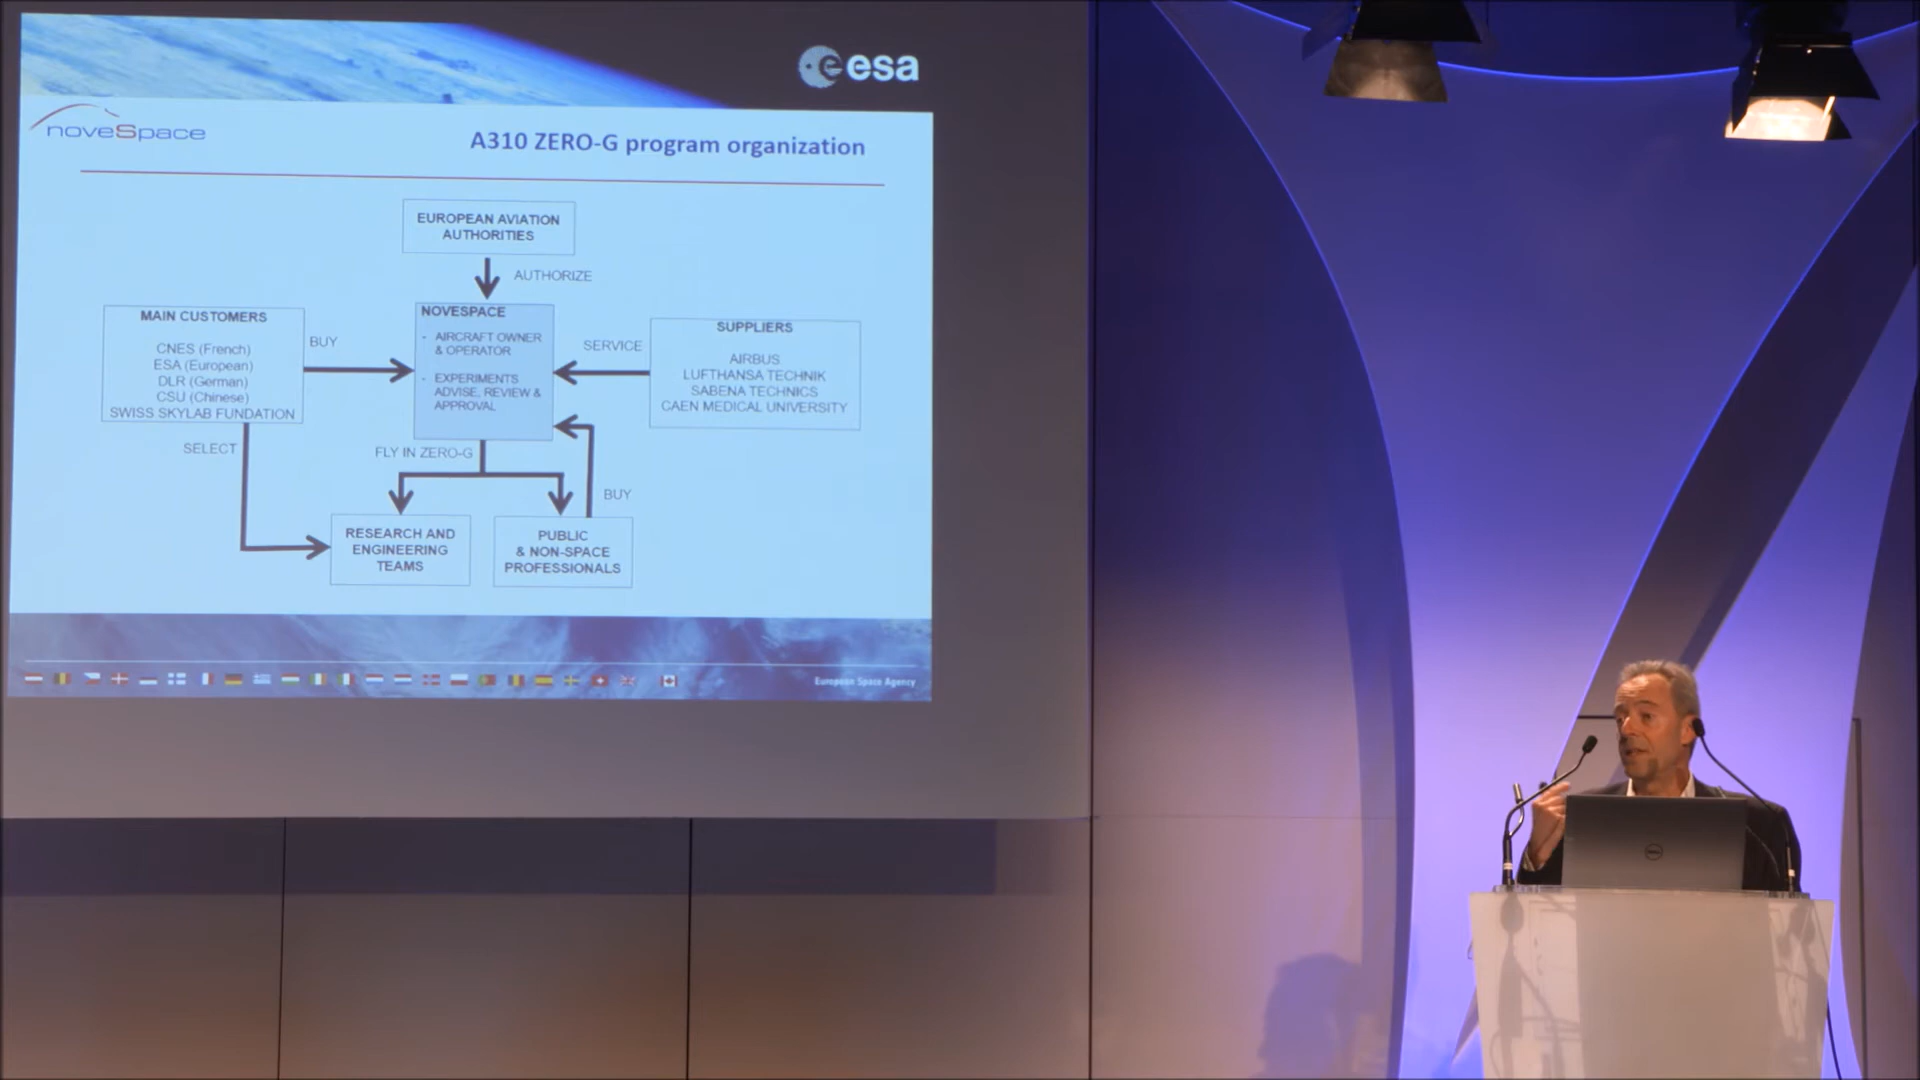 esa
noveSpace
A310 ZERO-G program organization
EUROPEAN AVIATION
AUTHORITIES
AUTHORIZE
MAIN CUSTOMERS
CNES (French)
ESA (European)
DLR (German)
CSU (Chinese)
SWISS SKYLAB FUNDATION
BUY
NOVESPACE
- AIRCRAFT OWNER
& OPERATOR
- EXPERIMENTS
ADVISE, REVIEW &
APPROVAL
SERVICE
SUPPLIERS
AIRBUS
LUFTHANSA TECHNIK
SABENA TECHNICS
CAEN MEDICAL UNIVERSITY
SELECT
FLY IN ZERO-G
BUY
RESEARCH AND
ENGINEERING
TEAMS
PUBLIC
& NON-SPACE
PROFESSIONALS
European Space Agency
DELL